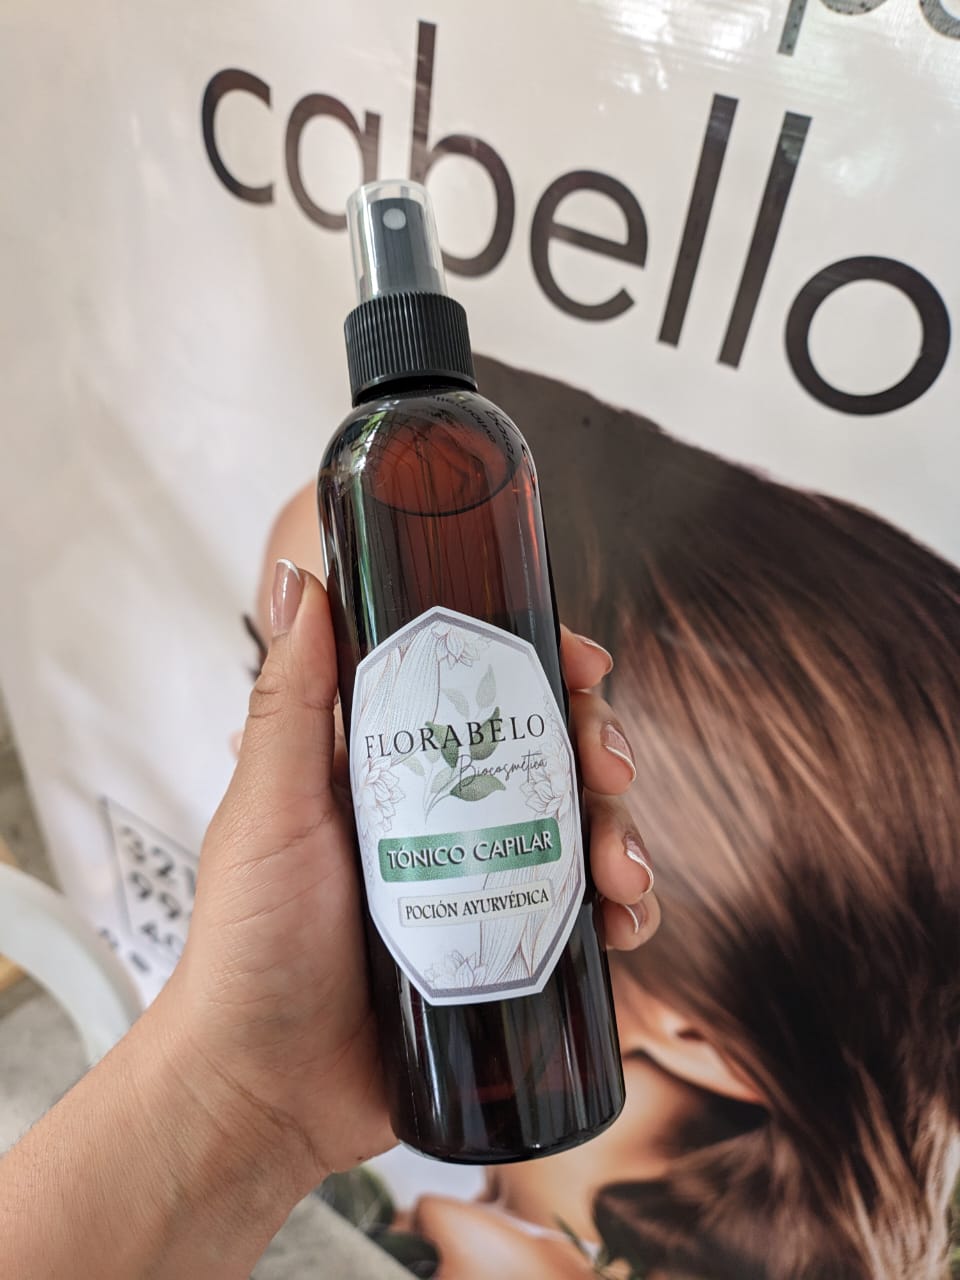 cabello
FLORABELO
Biocosmética
TÓNICO CAPILAR
POCIÓN AYURVÉDICA